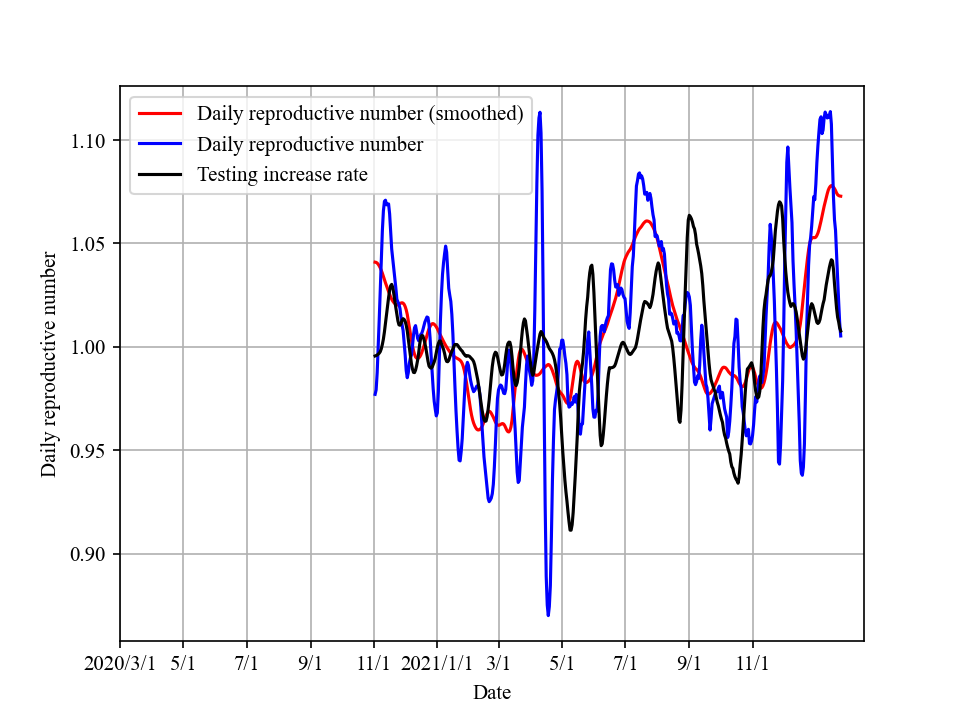 Daily reproductive number (smoothed)
Daily reproductive number
Testing increase rate
Daily reproductive number
1.10
1.05
1.00
0.95
0.90
2020/3/1 5/1 7/1 9/1 11/1 2021/1/1 3/1 5/1 7/1 9/1 11/1
Date